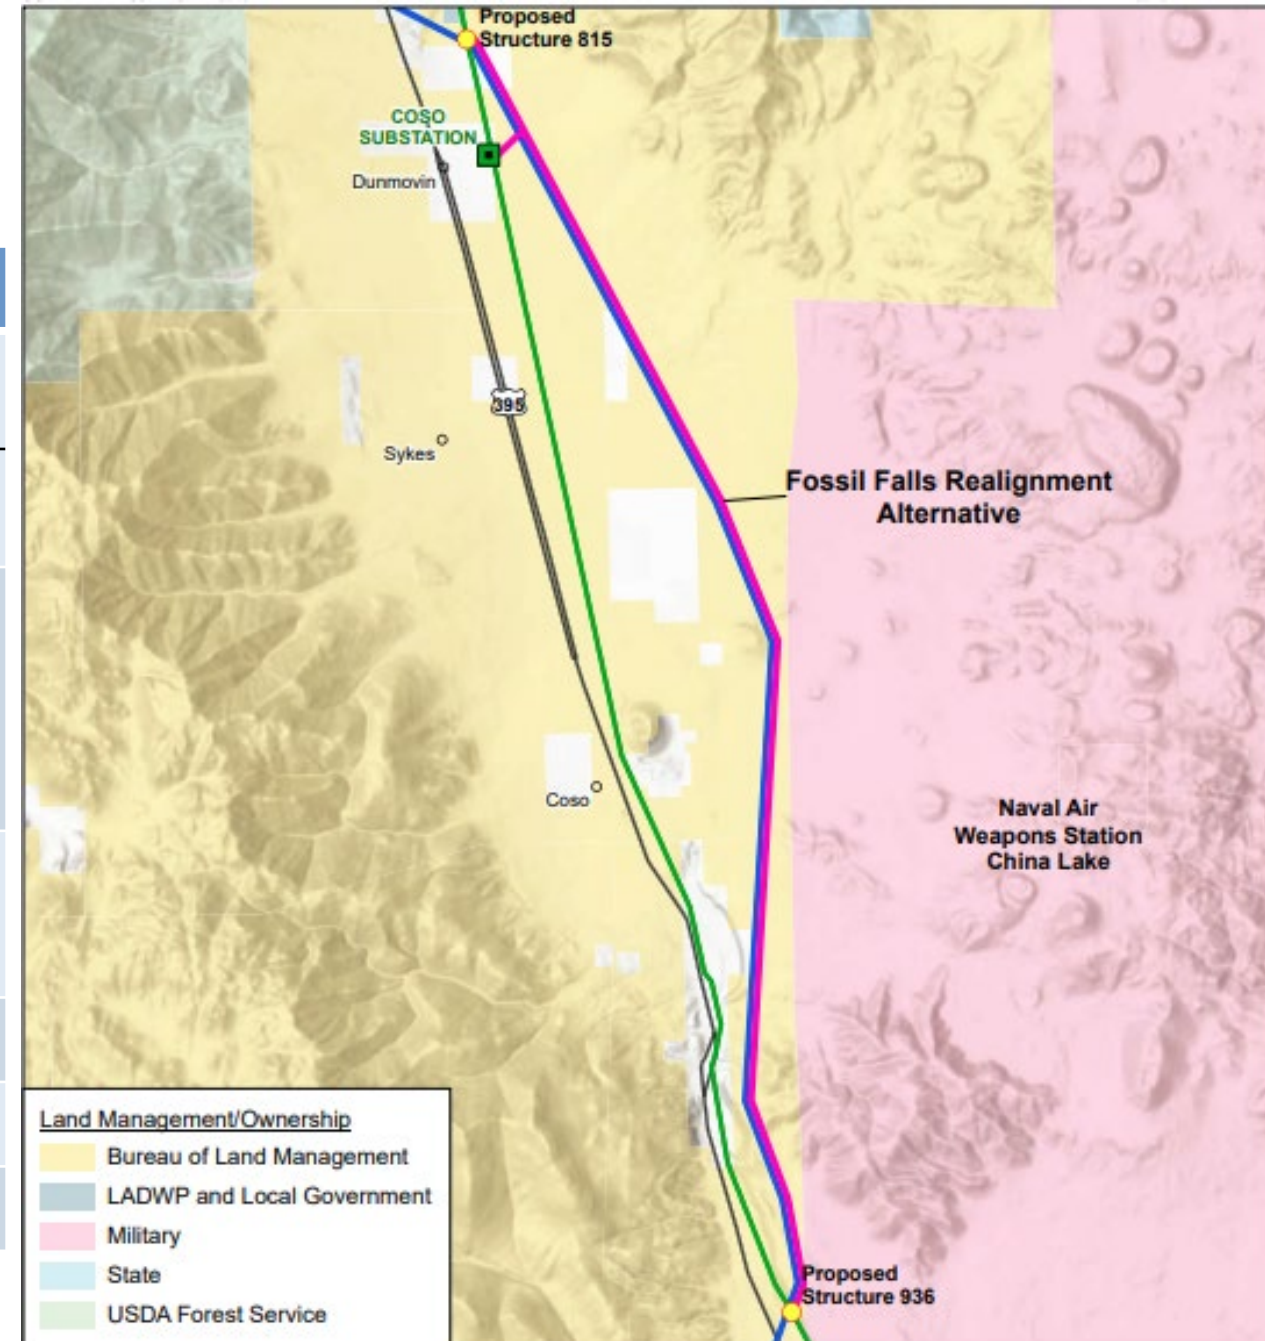 Proposed
Structure 815
COSO
SUBSTATION
Dunmovin
395
Sykes
Fossil Falls Realignment
Alternative
Coso
Naval Air
Weapons Station
China Lake
Land Management/Ownership
Bureau of Land Management
LADWP and Local Government
Military
State
USDA Forest Service
Proposed
Structure 936